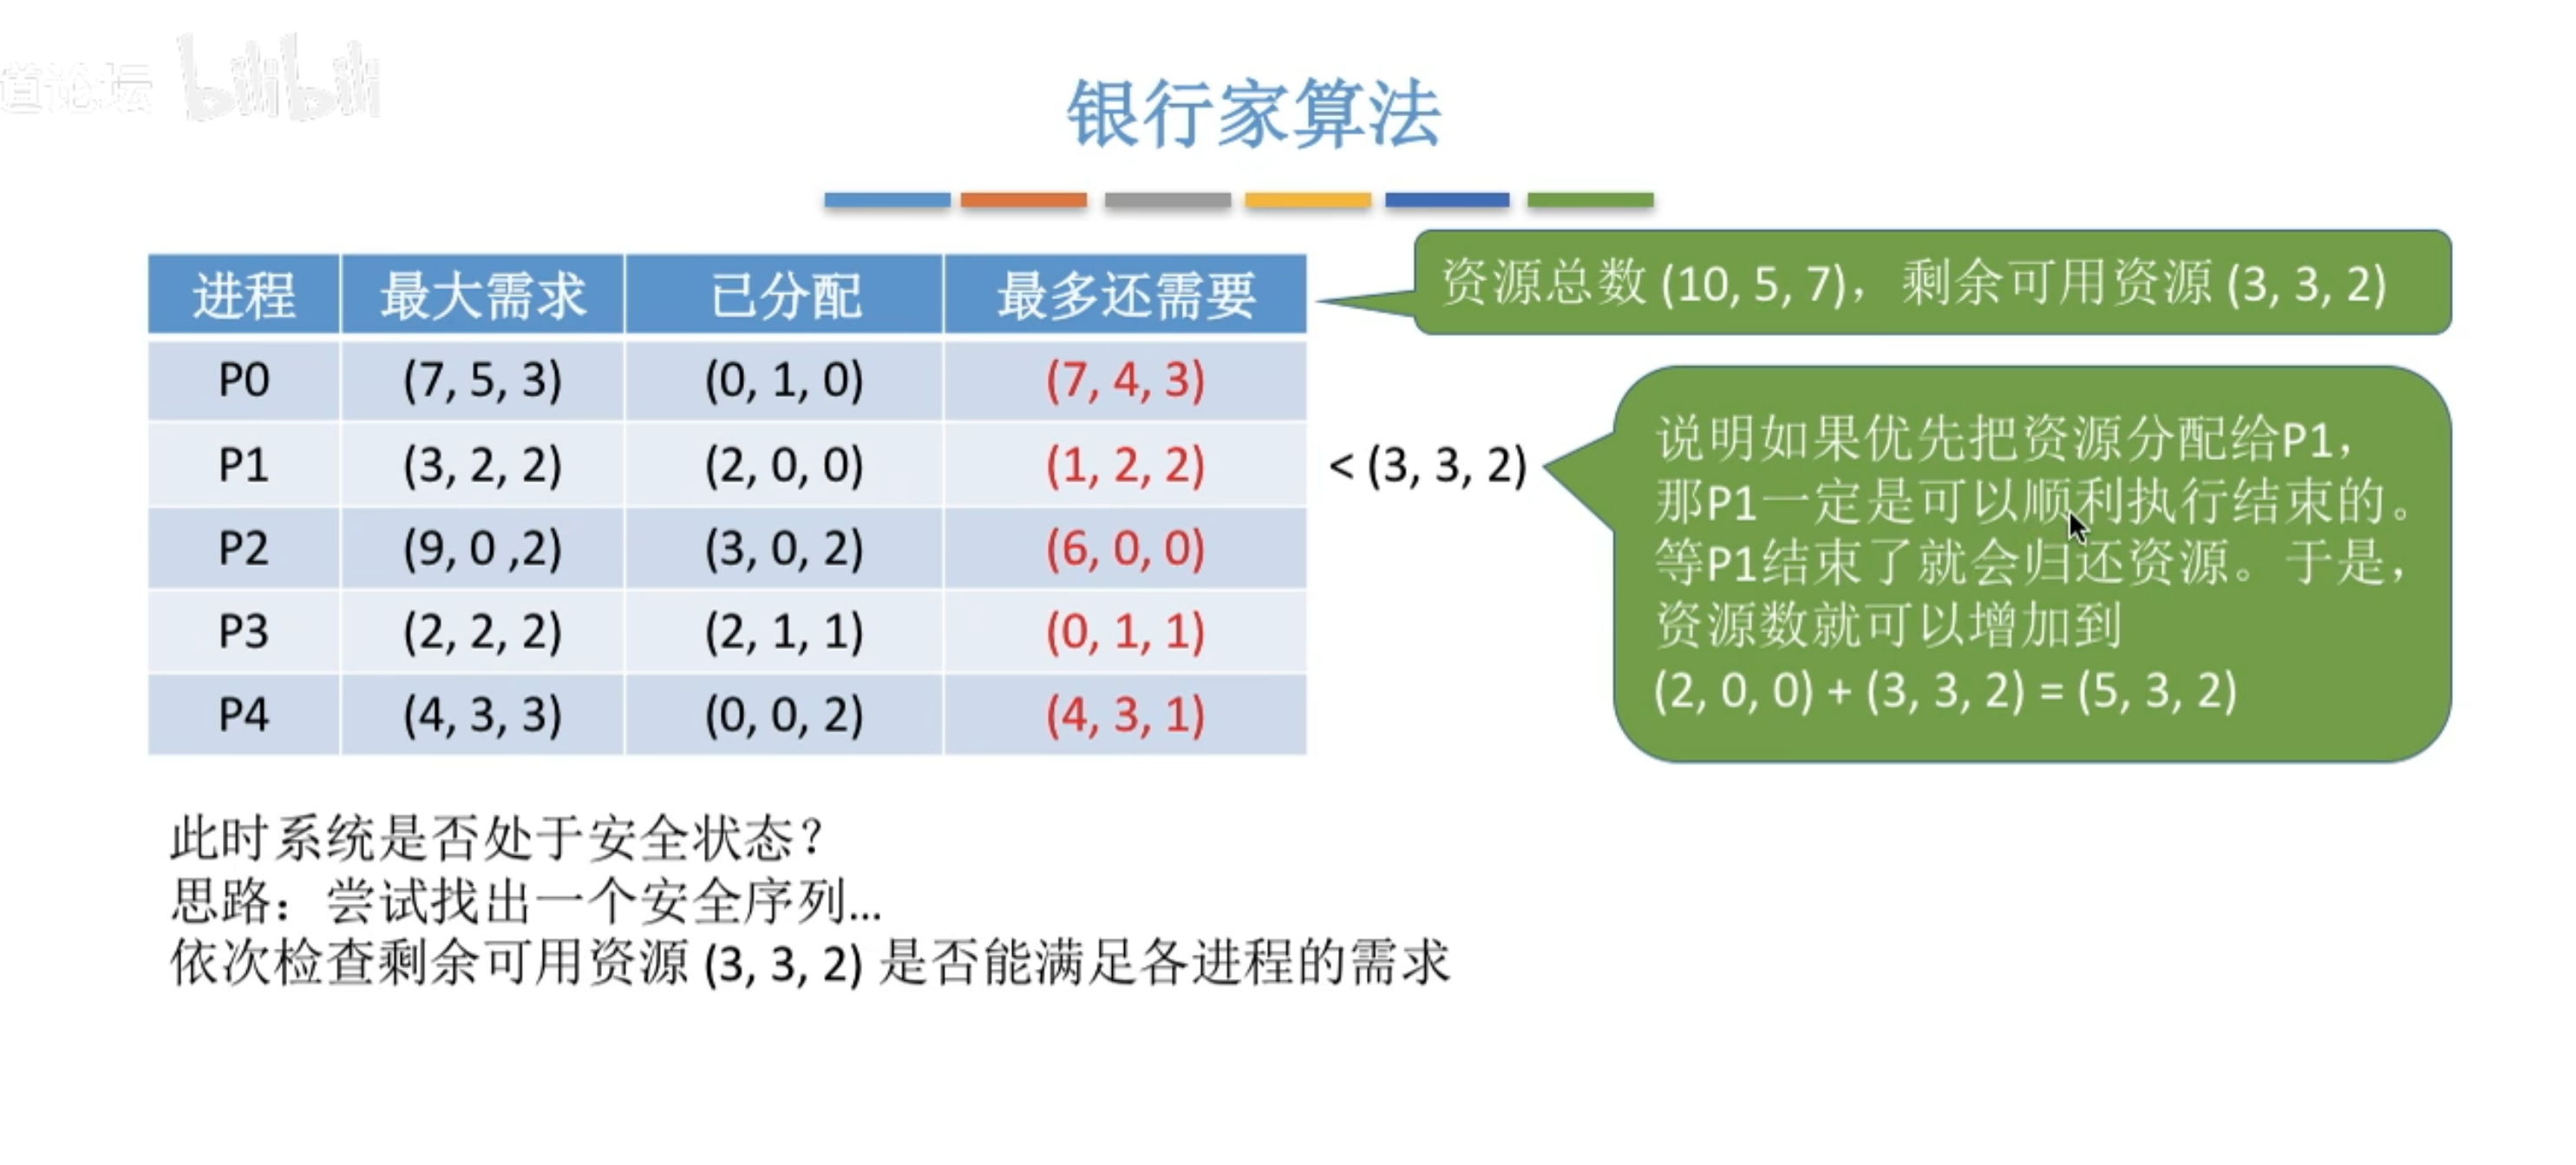 道论坛 bilibili
银行家算法
进程 最大需求 已分配 最多还需要
P0 (7, 5, 3) (0, 1, 0) (7, 4, 3)
P1 (3, 2, 2) (2, 0, 0) (1, 2, 2)
P2 (9, 0 ,2) (3, 0, 2) (6, 0, 0)
P3 (2, 2, 2) (2, 1, 1) (0, 1, 1)
P4 (4, 3, 3) (0, 0, 2) (4, 3, 1)
资源总数 (10, 5, 7)，剩余可用资源 (3, 3, 2)
< (3, 3, 2)
说明如果优先把资源分配给P1，
那P1一定是可以顺利执行结束的。
等P1结束了就会归还资源。于是，
资源数就可以增加到
(2, 0, 0) + (3, 3, 2) = (5, 3, 2)
此时系统是否处于安全状态？
思路：尝试找出一个安全序列...
依次检查剩余可用资源 (3, 3, 2) 是否能满足各进程的需求